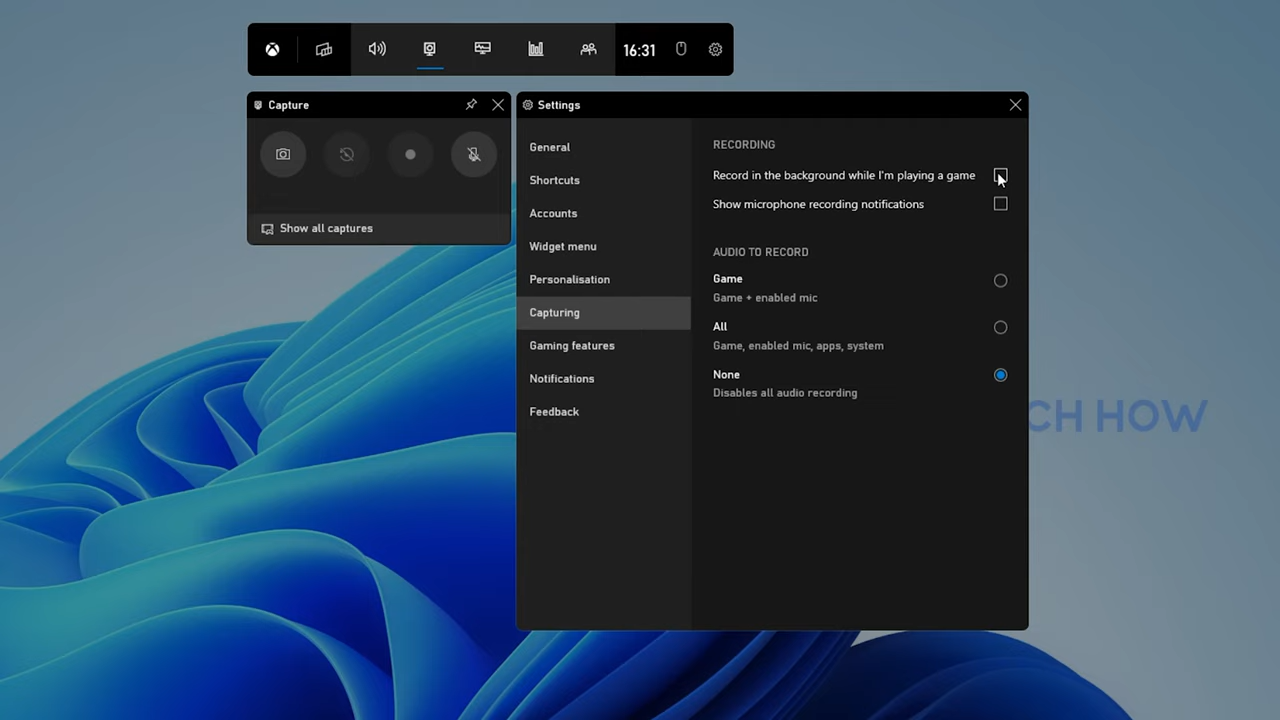 16:31
Capture
Show all captures
Settings
General
Shortcuts
Accounts
Widget menu
Personalisation
Capturing
Gaming features
Notifications
Feedback
RECORDING
Record in the background while I'm playing a game
Show microphone recording notifications
AUDIO TO RECORD
Game
Game + enabled mic
All
Game, enabled mic, apps, system
None
Disables all audio recording
CH HOW